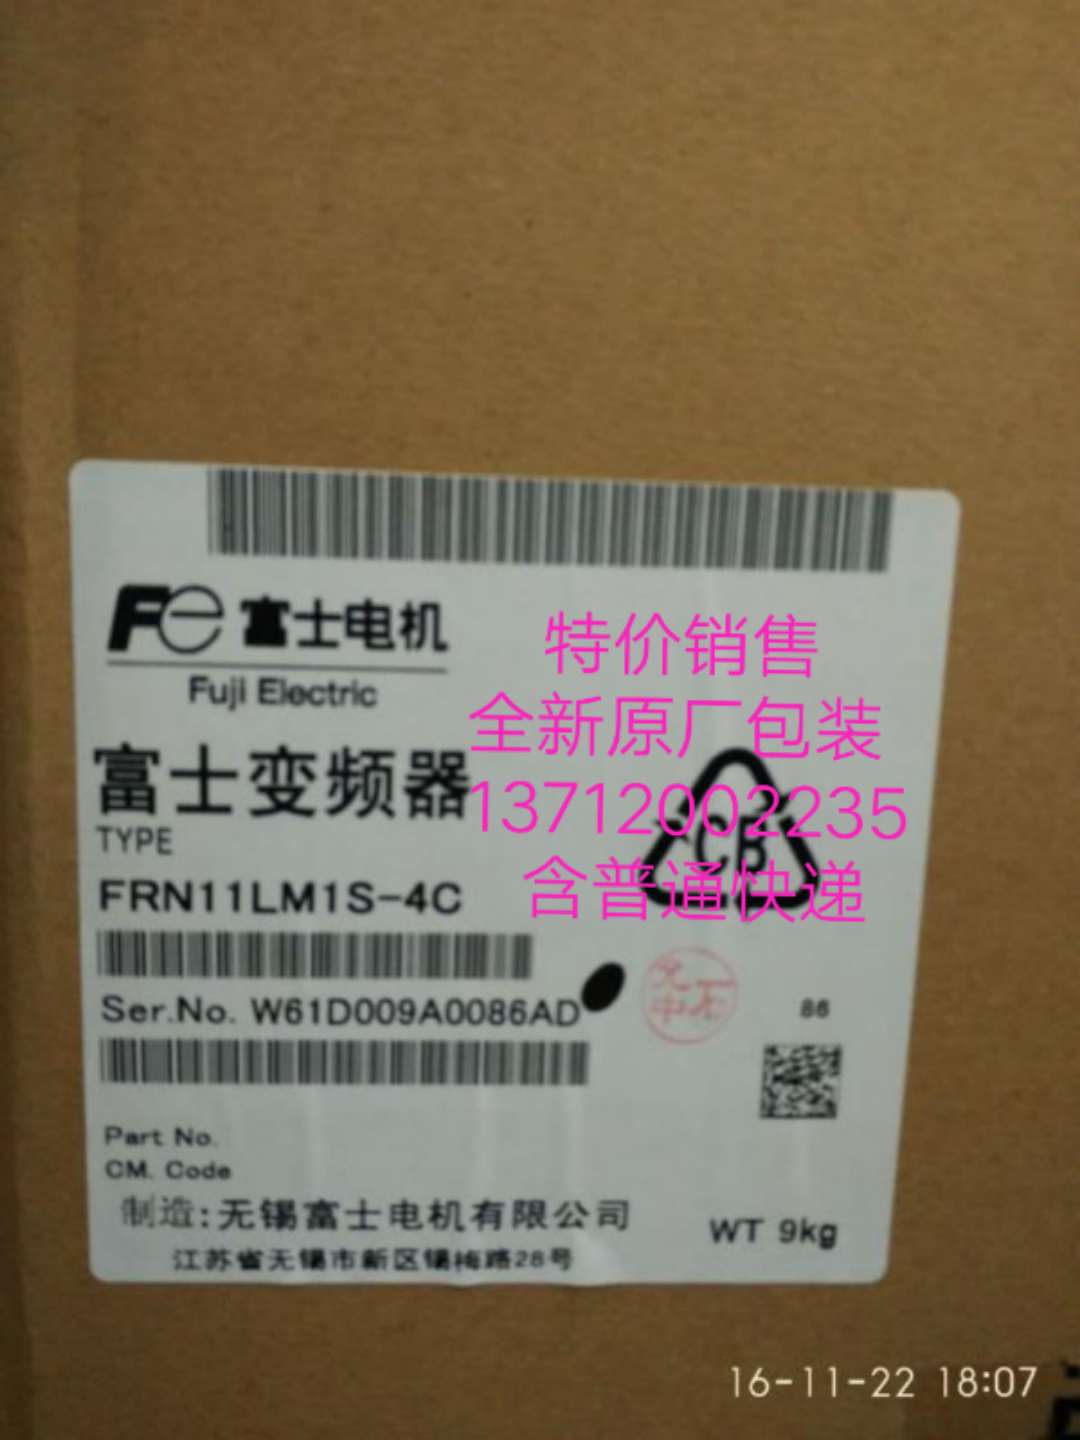 Fe 富士电机
Fuji Electric
特价销售
全新原厂包装
13712002235
含普通快递
富士变频器
TYPE
CB
FRN11LM1S-4C
Ser.No. W61D009A0086AD
86
Part No.
CM. Code
制造:无锡富士电机有限公司
江苏省无锡市新区锡梅路28号
WT 9kg
16-11-22 18:07